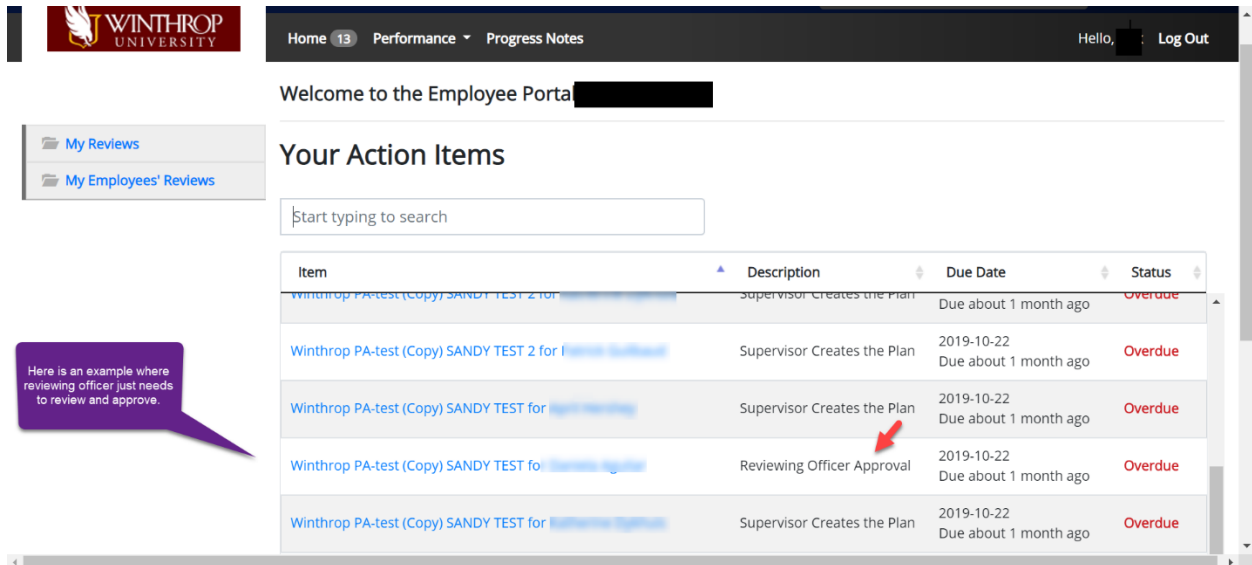 WINTHROP
UNIVERSITY
Home 13 Performance Progress Notes Hello, Log Out
Welcome to the Employee Portal
My Reviews
My Employees' Reviews
Your Action Items
Start typing to search
Item Description Due Date Status
Winthrop PA-test (Copy) SANDY TEST 2 for Supervisor Creates the Plan Overdue
Due about 1 month ago
Winthrop PA-test (Copy) SANDY TEST 2 for Supervisor Creates the Plan 2019-10-22 Overdue
Due about 1 month ago
Here is an example where
reviewing officer just needs
to review and approve.
Winthrop PA-test (Copy) SANDY TEST for Supervisor Creates the Plan 2019-10-22 Overdue
Due about 1 month ago
Winthrop PA-test (Copy) SANDY TEST fo Reviewing Officer Approval 2019-10-22 Overdue
Due about 1 month ago
Winthrop PA-test (Copy) SANDY TEST for Supervisor Creates the Plan 2019-10-22 Overdue
Due about 1 month ago